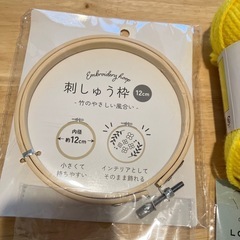 Embroidery hoop
刺しゅう枠 12cm
- 竹のやさしい風合い -
内径
約12cm
小さくて
持ちやすい
インテリアとして
そのまま飾れる